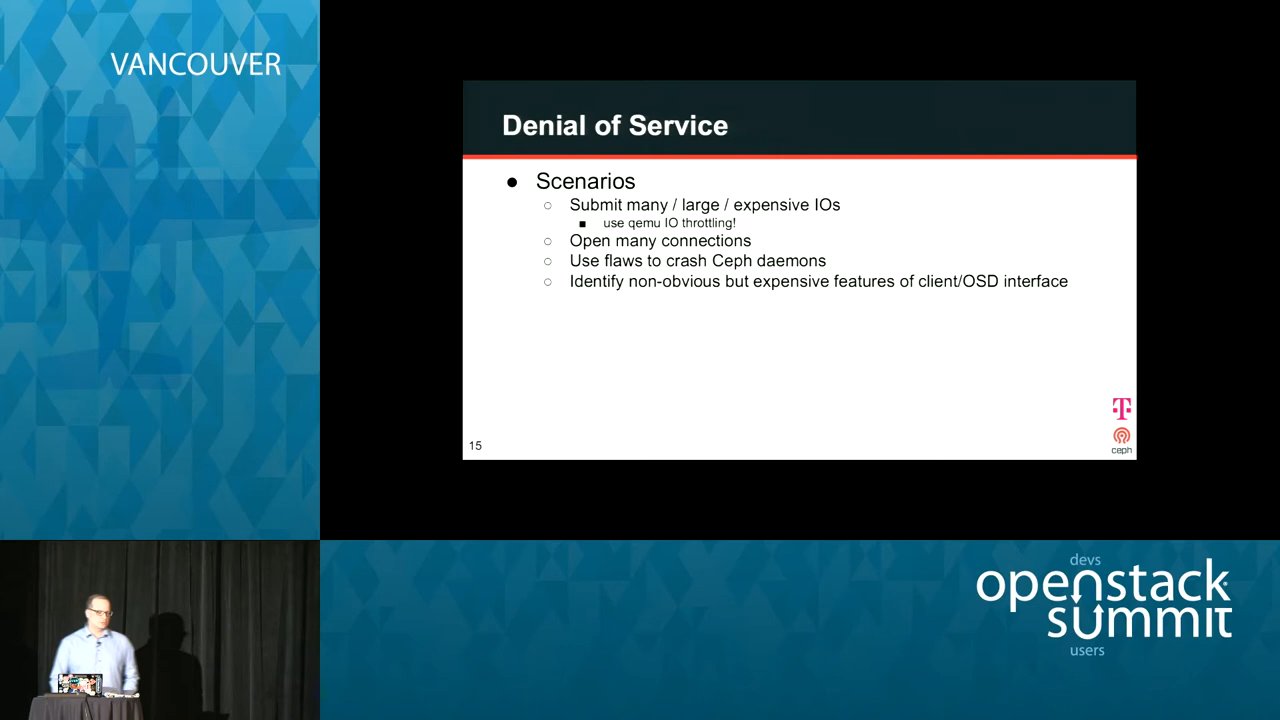 VANCOUVER
Denial of Service
● Scenarios
○ Submit many / large / expensive IOs
■ use qemu IO throttling!
○ Open many connections
○ Use flaws to crash Ceph daemons
○ Identify non-obvious but expensive features of client/OSD interface
T
ceph
15
devs
openstack
summit
users